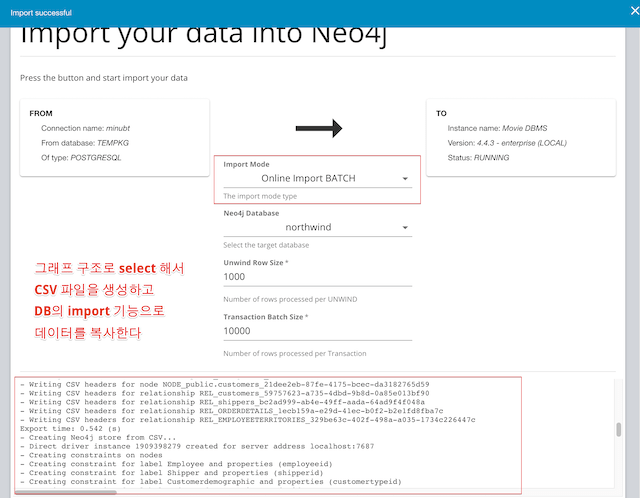 Import successful
Import your data into Neo4j
Press the button and start import your data
FROM
Connection name: minubt
From database: TEMPKG
Of type: POSTGRESQL
TO
Instance name: Movie DBMS
Version: 4.4.3 - enterprise (LOCAL)
Status: RUNNING
Import Mode
Online Import BATCH
The import mode type
Neo4j Database
northwind
Select the target database
Unwind Row Size *
1000
Number of rows processed per UNWIND
Transaction Batch Size *
10000
Number of rows processed per Transaction
그래프 구조로 select 해서
CSV 파일을 생성하고
DB의 import 기능으로
데이터를 복사한다
- Writing CSV headers for node NODE_public.customers_21dee2eb-87fe-4175-bcec-da3182765d59
- Writing CSV headers for relationship REL_customers_59757623-a735-4dbd-9b8d-0a85e013bf90
- Writing CSV headers for relationship REL_shippers_bc2ad999-ab4e-49ff-aada-64ad9f4f048a
- Writing CSV headers for relationship REL_ORDERDETAILS_1ecb159a-e29d-41ec-b0f2-b2e1fd8fba7c
- Writing CSV headers for relationship REL_EMPLOYEETERRITORIES_329be63c-402f-498a-a035-1734c226447c
Export time: 0.542 (s)
- Creating Neo4j store from CSV...
- Direct driver instance 1909398279 created for server address localhost:7687
- Creating constraints on nodes
- Creating constraint for label Employee and properties (employeeid)
- Creating constraint for label Shipper and properties (shipperid)
- Creating constraint for label Customerdemographic and properties (customertypeid)